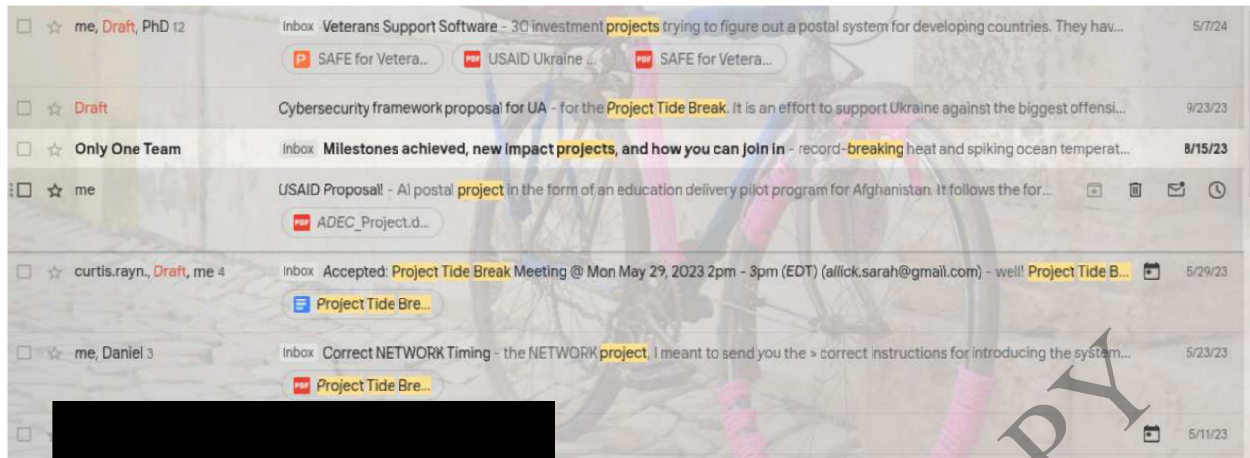 me, Draft, PhD 12 Inbox Veterans Support Software - 30 investment projects trying to figure out a postal system for developing countries. They hav... 5/7/24
SAFE for Vetera... USAID Ukraine ... SAFE for Vetera...
Draft Cybersecurity framework proposal for UA - for the Project Tide Break. It is an effort to support Ukraine against the biggest offensi... 9/23/23
Only One Team Inbox Milestones achieved, new impact projects, and how you can join in - record-breaking heat and spiking ocean temperat... 8/15/23
me USAID Proposal! - AI postal project in the form of an education delivery pilot program for Afghanistan. It follows the for...
PDF ADEC_Project.d...
curtis.rayn., Draft, me 4 Inbox Accepted: Project Tide Break Meeting @ Mon May 29, 2023 2pm - 3pm (EDT) (allick.sarah@gmail.com) - well! Project Tide B... 5/29/23
Project Tide Bre...
me, Daniel 3 Inbox Correct NETWORK Timing - the NETWORK project, I meant to send you the > correct instructions for introducing the system... 5/23/23
PDF Project Tide Bre...
5/11/23